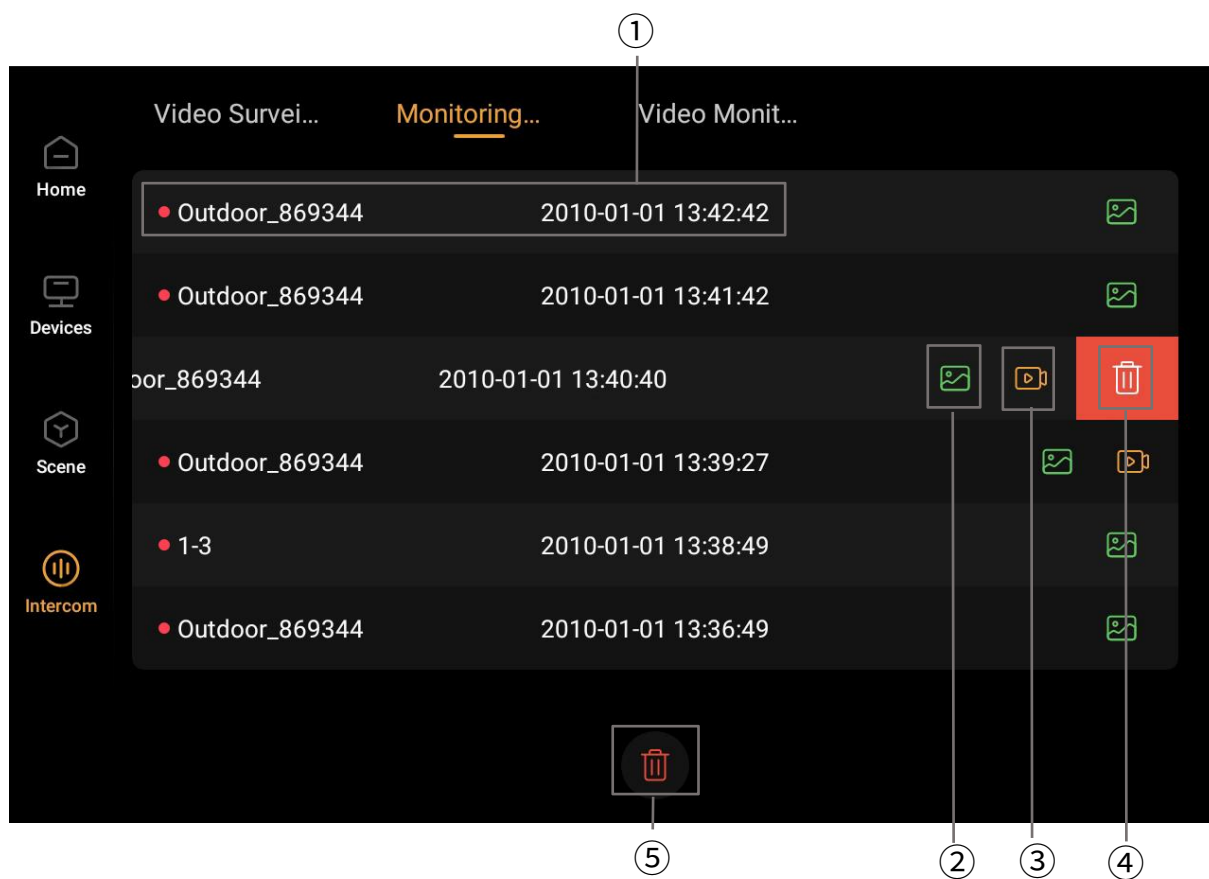 ①
Video Survei... Monitoring... Video Monit...
Home
Outdoor_869344 2010-01-01 13:42:42
Outdoor_869344 2010-01-01 13:41:42
Devices
oor_869344 2010-01-01 13:40:40
Scene
Outdoor_869344 2010-01-01 13:39:27
1-3 2010-01-01 13:38:49
Intercom
Outdoor_869344 2010-01-01 13:36:49
⑤ ② ③ ④